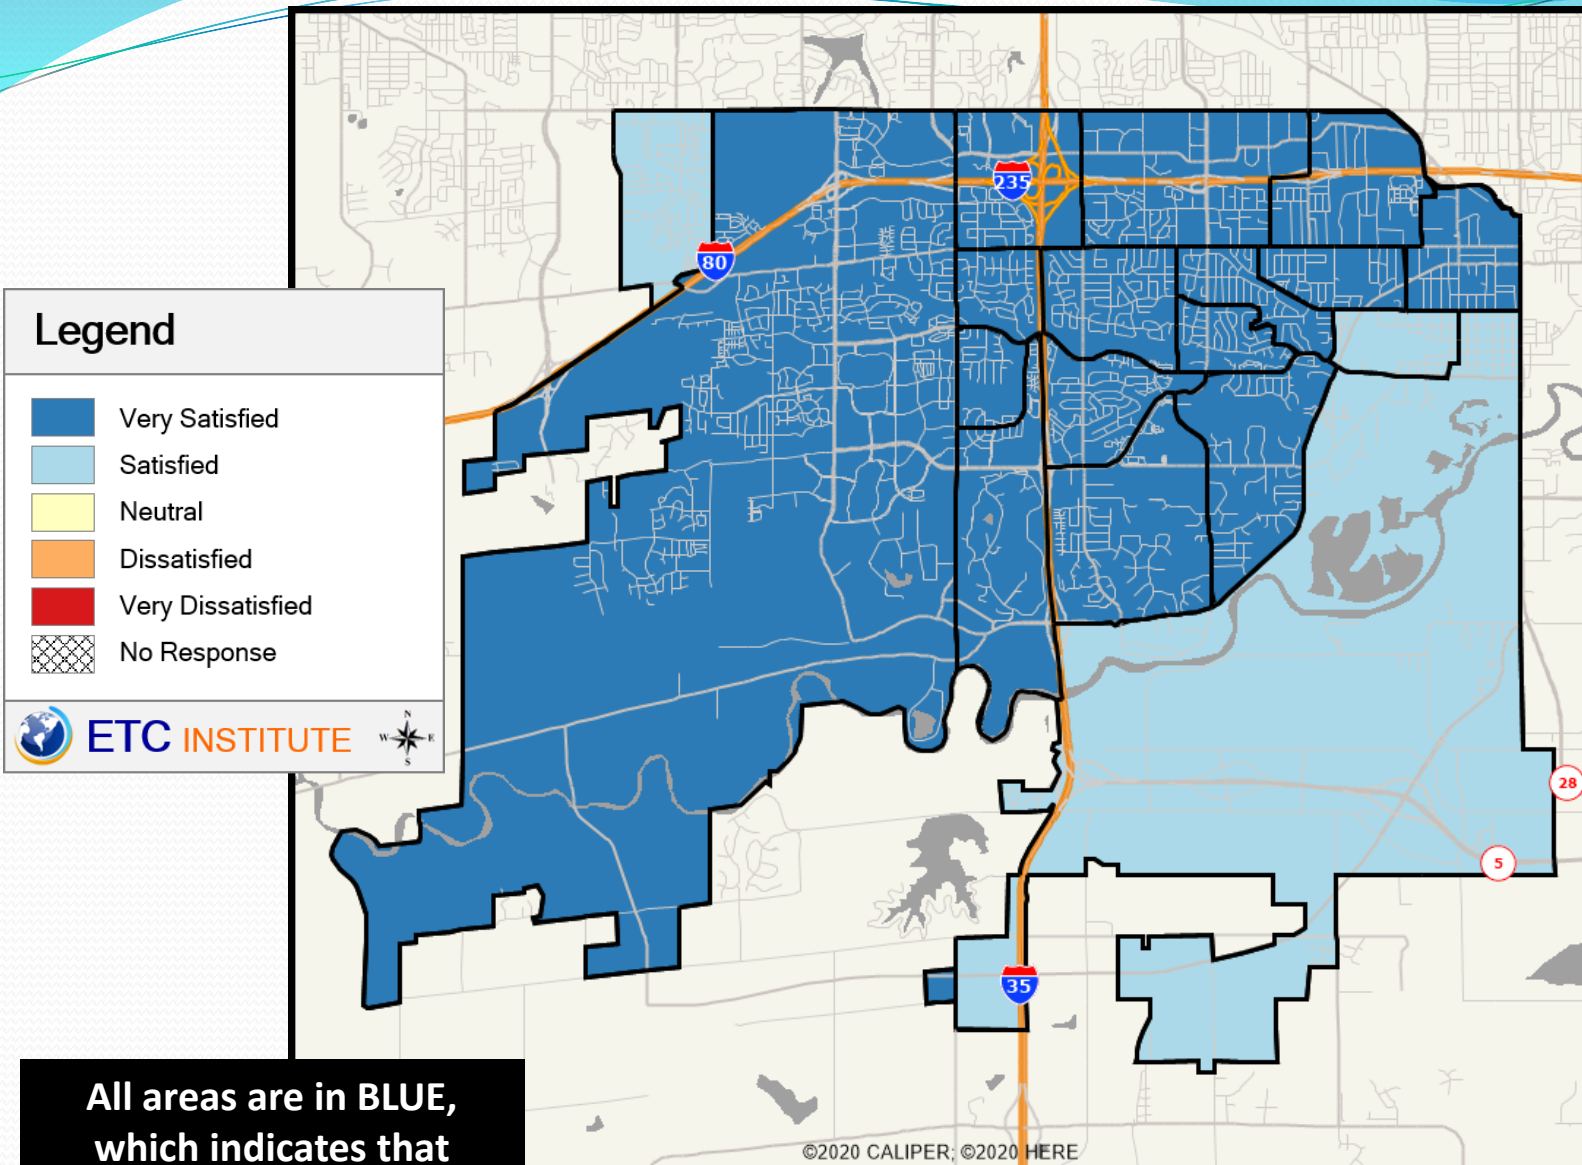 235
80
Legend
Very Satisfied
Satisfied
Neutral
Dissatisfied
Very Dissatisfied
No Response
ETC INSTITUTE
N
W E
S
28
5
35
All areas are in BLUE,
which indicates that
©2020 CALIPER; ©2020 HERE